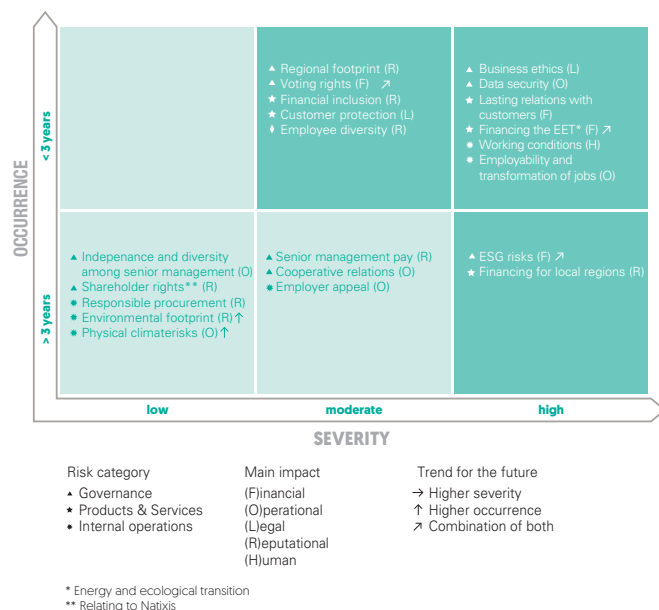 OCCURRENCE
< 3 years
> 3 years
▲ Regional footprint (R)
▲ Voting rights (F) ↗
★ Financial inclusion (R)
★ Customer protection (L)
♦ Employee diversity (R)
▲ Business ethics (L)
▲ Data security (O)
★ Lasting relations with
customers (F)
★ Financing the EET* (F) ↗
✹ Working conditions (H)
✹ Employability and
transformation of jobs (O)
▲ Indepenance and diversity
among senior management (O)
▲ Shareholder rights** (R)
✹ Responsible procurement (R)
✹ Environmental footprint (R) ↑
✹ Physical climaterisks (O) ↑
▲ Senior management pay (R)
▲ Cooperative relations (O)
✹ Employer appeal (O)
▲ ESG risks (F) ↗
★ Financing for local regions (R)
low
moderate
high
SEVERITY
Risk category
▲ Governance
★ Products & Services
✹ Internal operations
Main impact
(F)inancial
(O)perational
(L)egal
(R)eputational
(H)uman
Trend for the future
→ Higher severity
↑ Higher occurrence
↗ Combination of both
* Energy and ecological transition
** Relating to Natixis